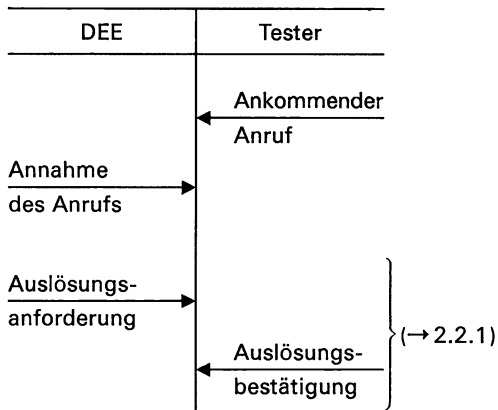 DEE Tester
Ankommender
Anruf
Annahme
des Anrufs
Auslösungs-
anforderung
(→ 2.2.1)
Auslösungs-
bestätigung